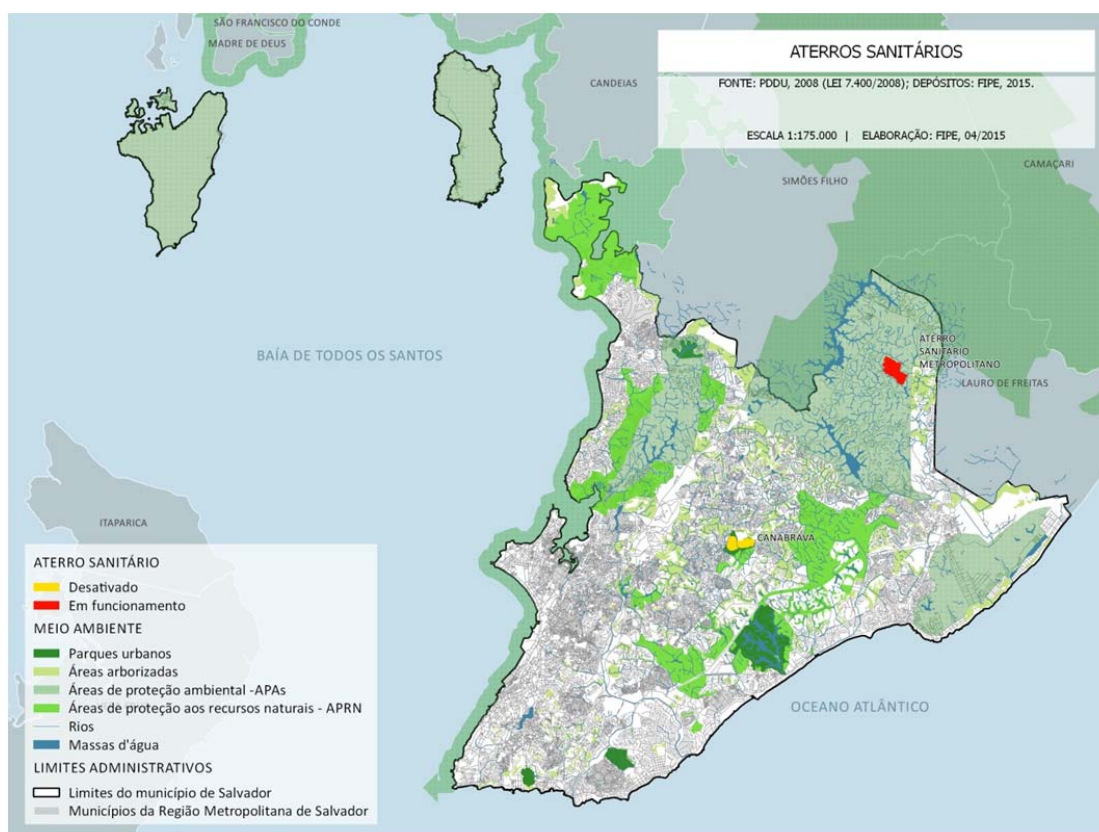 SÃO FRANCISCO DO CONDE
MADRE DE DEUS
CANDEIAS
ATERROS SANITÁRIOS
FONTE: PDDU, 2008 (LEI 7.400/2008); DEPÓSITOS: FIPE, 2015.
ESCALA 1:175.000 | ELABORAÇÃO: FIPE, 04/2015
CAMAÇARI
SIMÕES FILHO
BAÍA DE TODOS OS SANTOS
ATERRO
SANITÁRIO
METROPOLITANO
LAURO DE FREITAS
ITAPARICA
CANABRAVA
OCEANO ATLÂNTICO
ATERRO SANITÁRIO
Desativado
Em funcionamento
MEIO AMBIENTE
Parques urbanos
Áreas arborizadas
Áreas de proteção ambiental -APAs
Áreas de proteção aos recursos naturais - APRN
Rios
Massas d'água
LIMITES ADMINISTRATIVOS
Limites do município de Salvador
Municípios da Região Metropolitana de Salvador